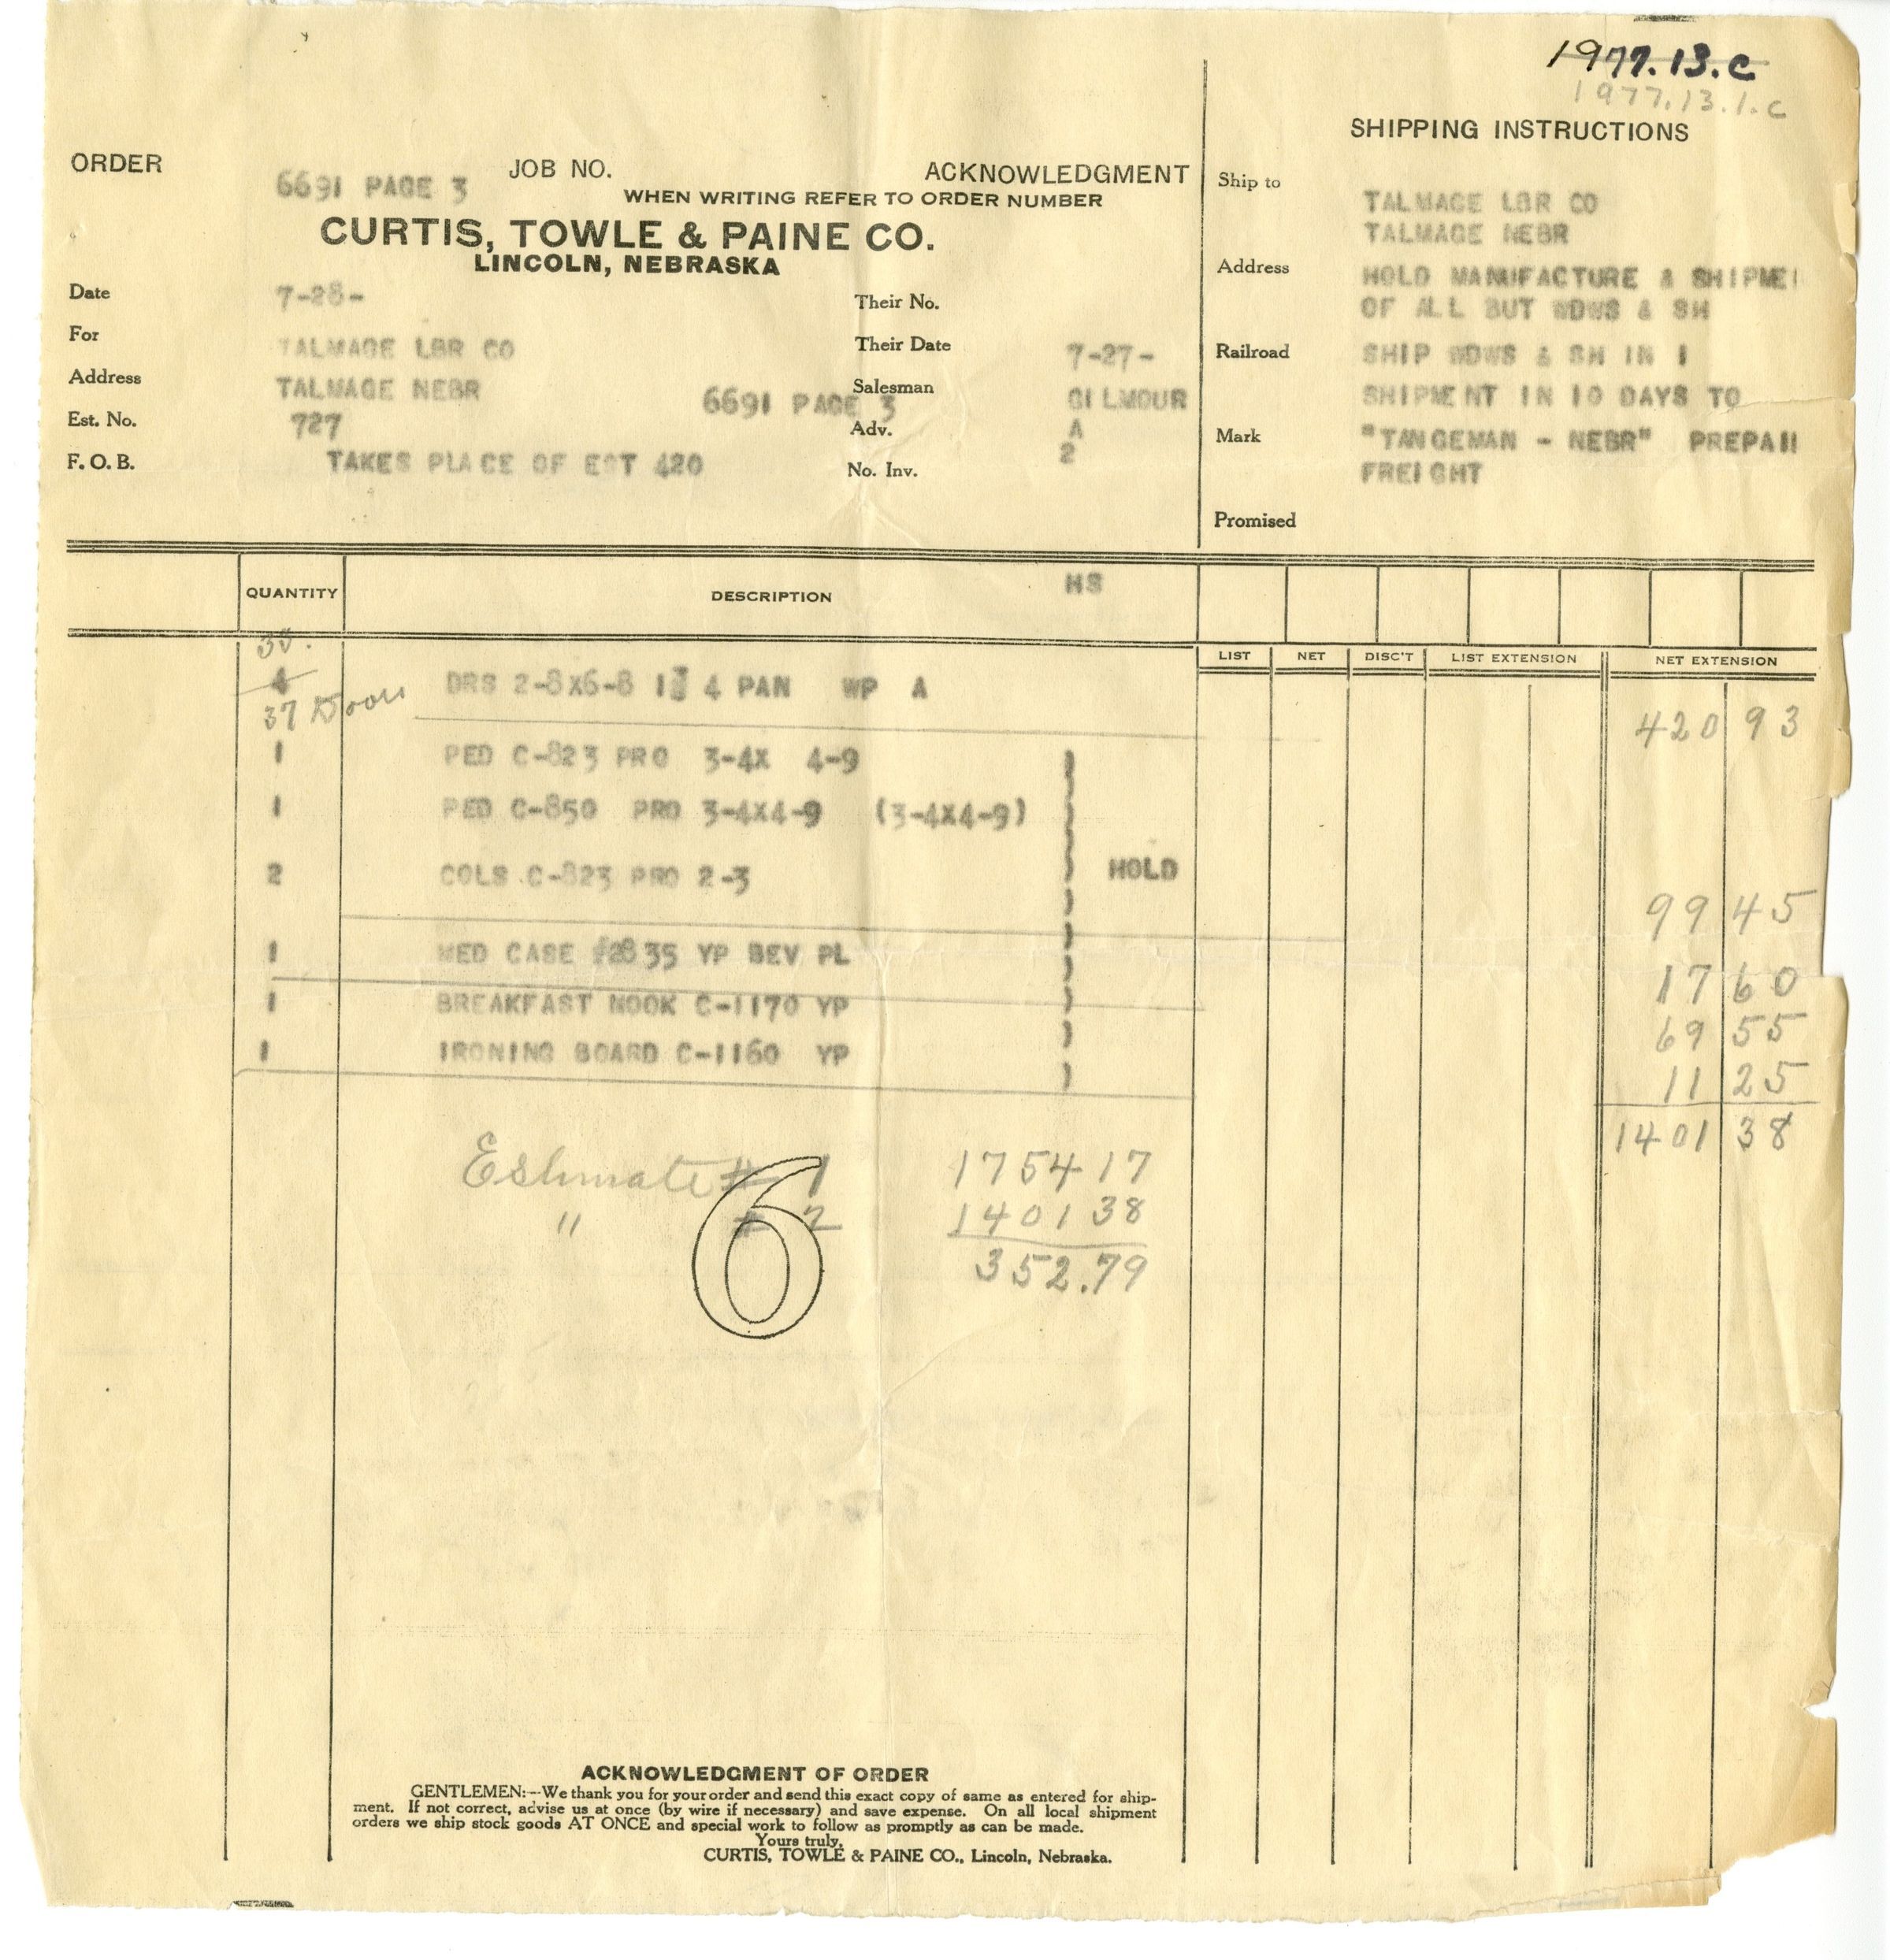 1977.13.C
1977.13.1.C
SHIPPING INSTRUCTIONS
ORDER 6691 PAGE 3 JOB NO. ACKNOWLEDGMENT
WHEN WRITING REFER TO ORDER NUMBER
CURTIS, TOWLE & PAINE CO.
LINCOLN, NEBRASKA
Date 7-28-
For TALMAGE LBR CO
Address TALMAGE NEBR
Est. No. 727
F. O. B. TAKES PLACE OF EST 420
6691 PAGE 3
Their No.
Their Date 7-27-
Salesman GILMOUR
Adv. A
No. Inv. 2
Ship to TALMAGE LBR CO
TALMAGE NEBR
Address HOLD MANUFACTURE & SHIPME
OF ALL BUT WDWS & SH
Railroad SHIP WDWS & SH IN 1
SHIPMENT IN 10 DAYS TO
Mark "TANGEMAN - NEBR" PREPAI
FREIGHT
Promised
QUANTITY DESCRIPTION HS
LIST NET DISC'T LIST EXTENSION NET EXTENSION
4 DRS 2-8X6-8 4 PAN WP A
37 Doors 420 93
1 PED C-823 PRO 3-4X 4-9
1 PED C-850 PRO 3-4X4-9 (3-4X4-9)
2 COLS C-823 PRO 2-3 HOLD
99 45
1 MED CASE #2835 YP BEV PL 17 60
1 BREAKFAST NOOK C-1170 YP 69 55
1 IRONING BOARD C-1160 YP 11 25
1401 38
Estimate # 1 1754 17
" # 2 1401 38
352.79
6
ACKNOWLEDGMENT OF ORDER
GENTLEMEN:—We thank you for your order and send this exact copy of same as entered for ship-
ment. If not correct, advise us at once (by wire if necessary) and save expense. On all local shipment
orders we ship stock goods AT ONCE and special work to follow as promptly as can be made.
Yours truly,
CURTIS, TOWLE & PAINE CO., Lincoln, Nebraska.